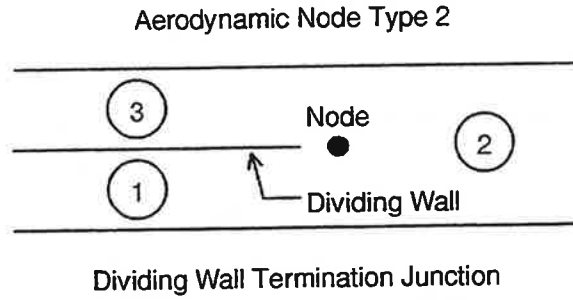 Aerodynamic Node Type 2
3
Node
2
1
Dividing Wall
Dividing Wall Termination Junction